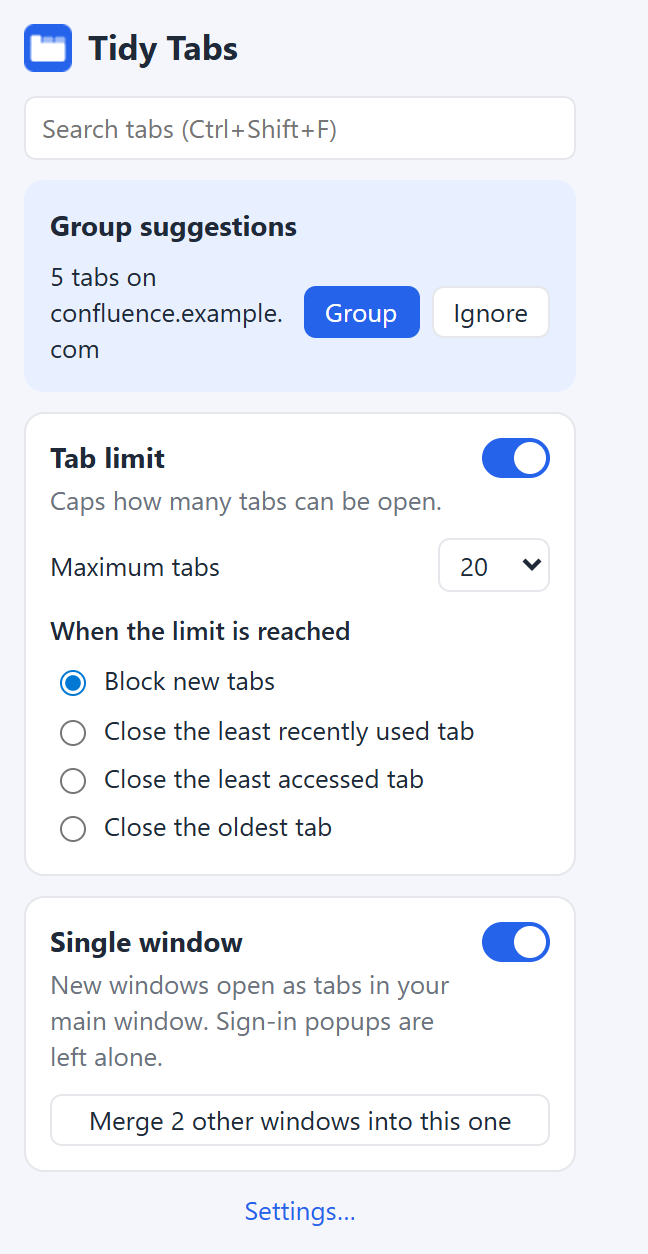 Tidy Tabs
Search tabs (Ctrl+Shift+F)
Group suggestions
5 tabs on
confluence.example.
com
Group
Ignore
Tab limit
Caps how many tabs can be open.
Maximum tabs
20
When the limit is reached
Block new tabs
Close the least recently used tab
Close the least accessed tab
Close the oldest tab
Single window
New windows open as tabs in your
main window. Sign-in popups are
left alone.
Merge 2 other windows into this one
Settings...